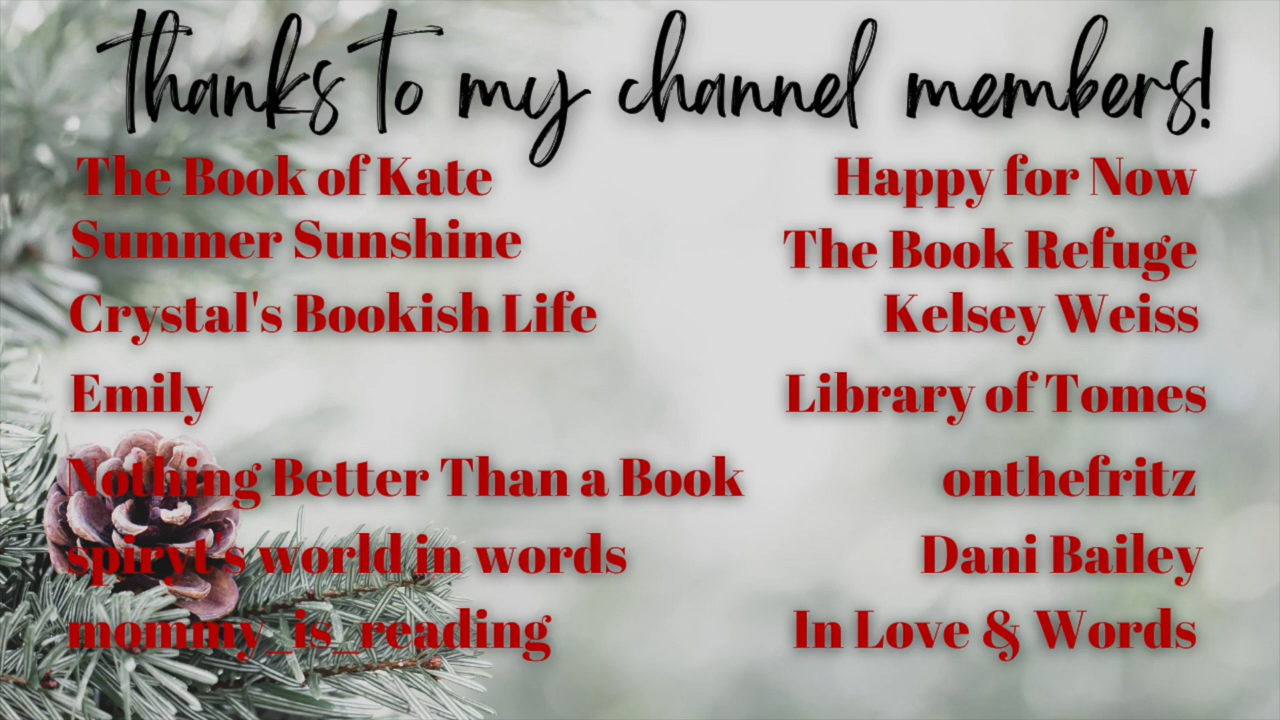 thanks to my channel members!
The Book of Kate
Summer Sunshine
Crystal's Bookish Life
Emily
Nothing Better Than a Book
spiryt's world in words
mommy_is_reading
Happy for Now
The Book Refuge
Kelsey Weiss
Library of Tomes
onthefritz
Dani Bailey
In Love & Words